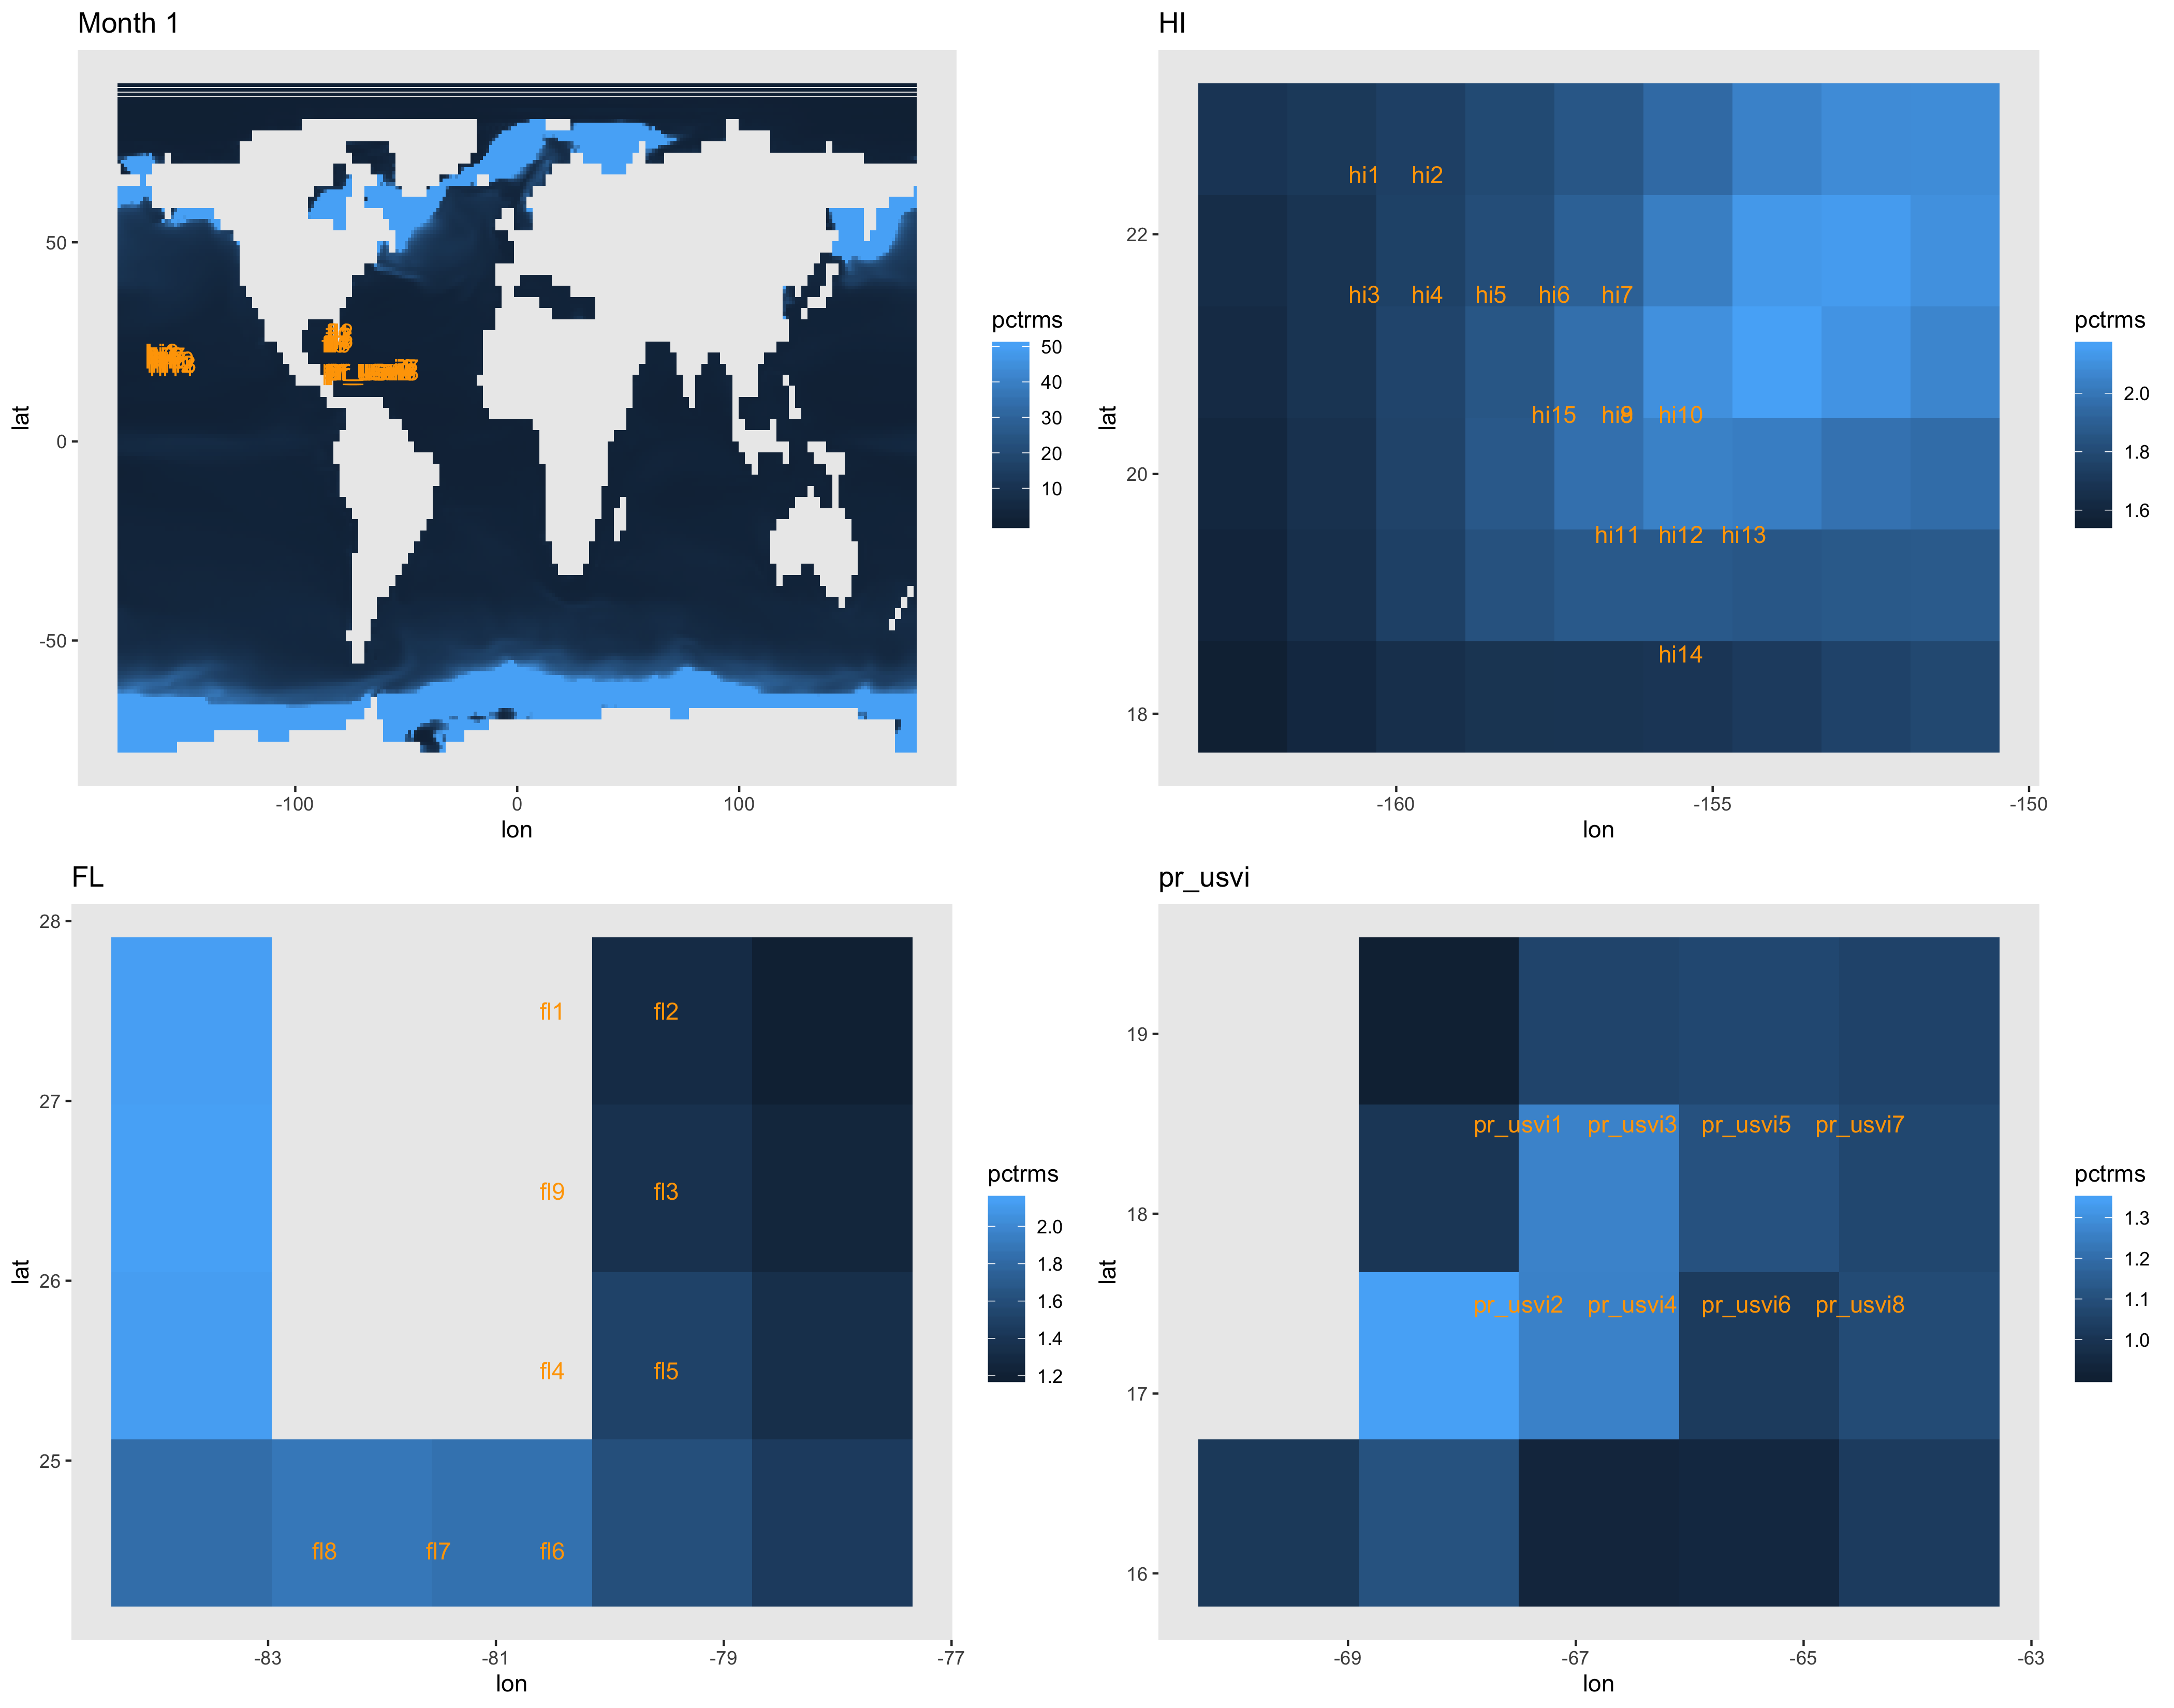 Month 1
lat
50
0
-50
-100
0
100
lon
pctrms
50
40
30
20
10
HI
lat
22
20
18
hi1 hi2
hi3 hi4 hi5 hi6 hi7
hi15 hi10
hi11 hi12 hi13
hi14
-160
-155
-150
lon
pctrms
2.0
1.8
1.6
FL
lat
28
27
26
25
fl1 fl2
fl9 fl3
fl4 fl5
fl8 fl7 fl6
-83
-81
-79
-77
lon
pctrms
2.0
1.8
1.6
1.4
1.2
pr_usvi
lat
19
18
17
16
pr_usvi1 pr_usvi3 pr_usvi5 pr_usvi7
pr_usvi2 pr_usvi4 pr_usvi6 pr_usvi8
-69
-67
-65
-63
lon
pctrms
1.3
1.2
1.1
1.0